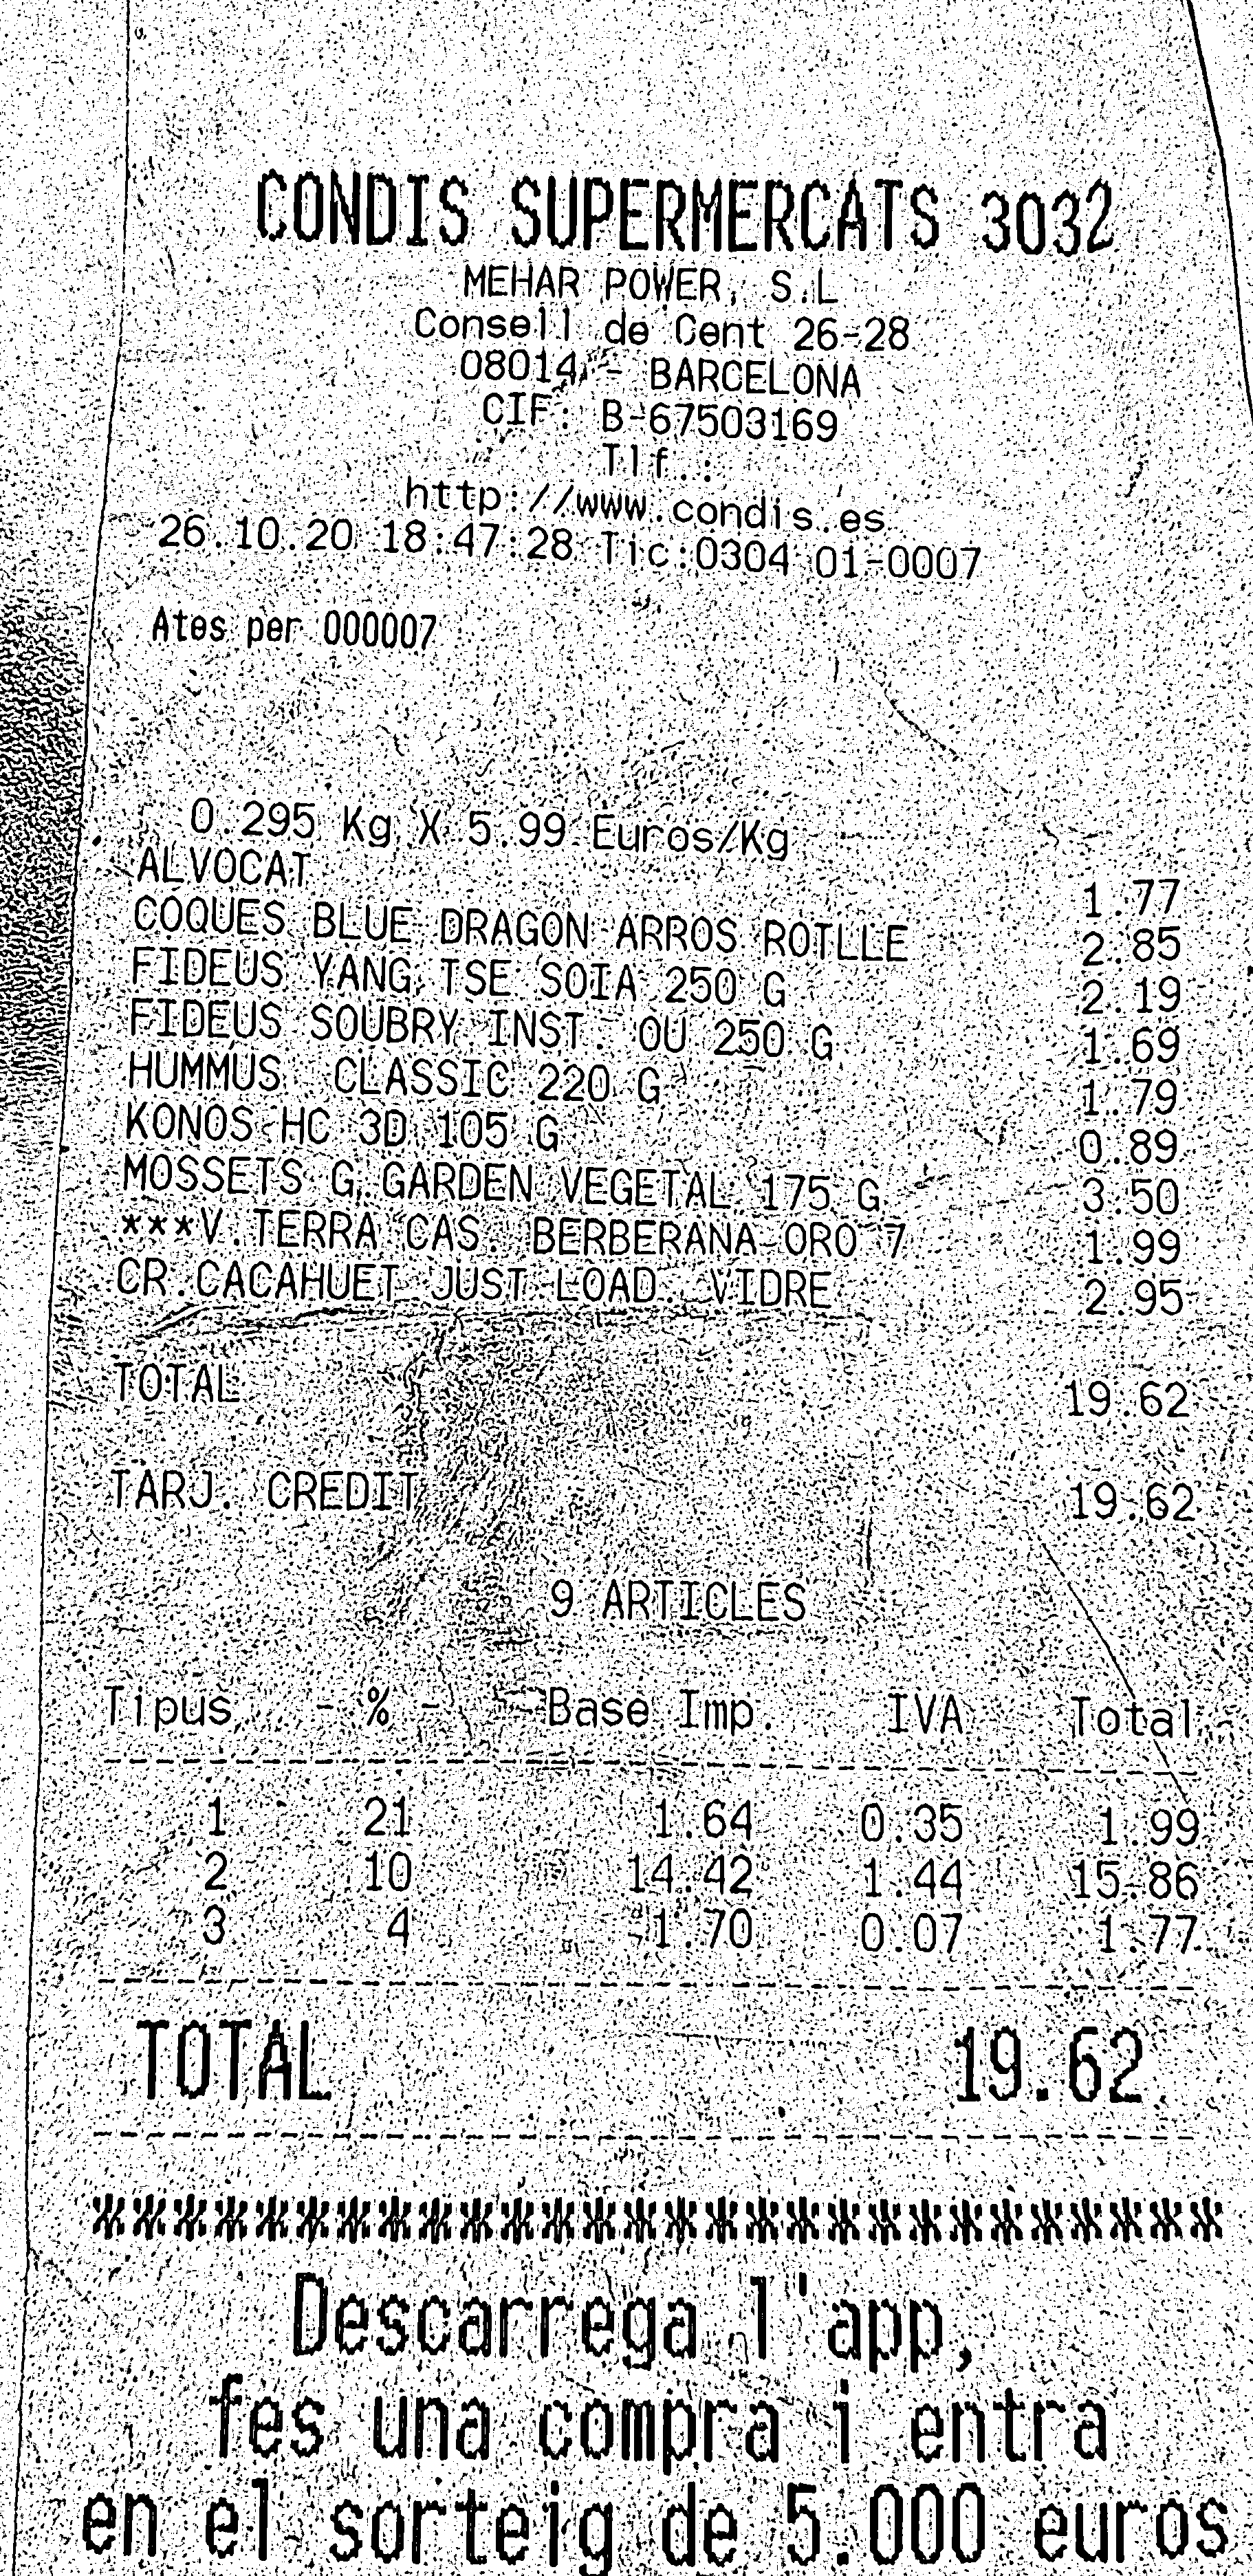 CONDIS SUPERMERCATS 3032
MEHAR POWER, S.L
Consell de Cent 26-28
08014 - BARCELONA
CIF: B-67503169
Tlf.:
http://www.condis.es
26.10.20 18:47:28 Tic:0304 01-0007
Ates per 000007
0.295 Kg X 5.99 Euros/Kg
ALVOCAT 1.77
COQUES BLUE DRAGON ARROS ROTLLE 2.85
FIDEUS YANG TSE SOIA 250 G 2.19
FIDEUS SOUBRY INST. OU 250 G 1.69
HUMMUS CLASSIC 220 G 1.79
KONOS HC 3D 105 G 0.89
MOSSETS G.GARDEN VEGETAL 175 G 3.50
***V.TERRA CAS. BERBERANA ORO 7 1.99
CR.CACAHUET JUST LOAD. VIDRE 2.95
TOTAL 19.62
TARJ. CREDIT 19.62
9 ARTICLES
Tipus - % - Base Imp. IVA Total
1 21 1.64 0.35 1.99
2 10 14.42 1.44 15.86
3 4 1.70 0.07 1.77
TOTAL 19.62
****************************
Descarrega l'app,
fes una compra i entra
en el sorteig de 5.000 euros